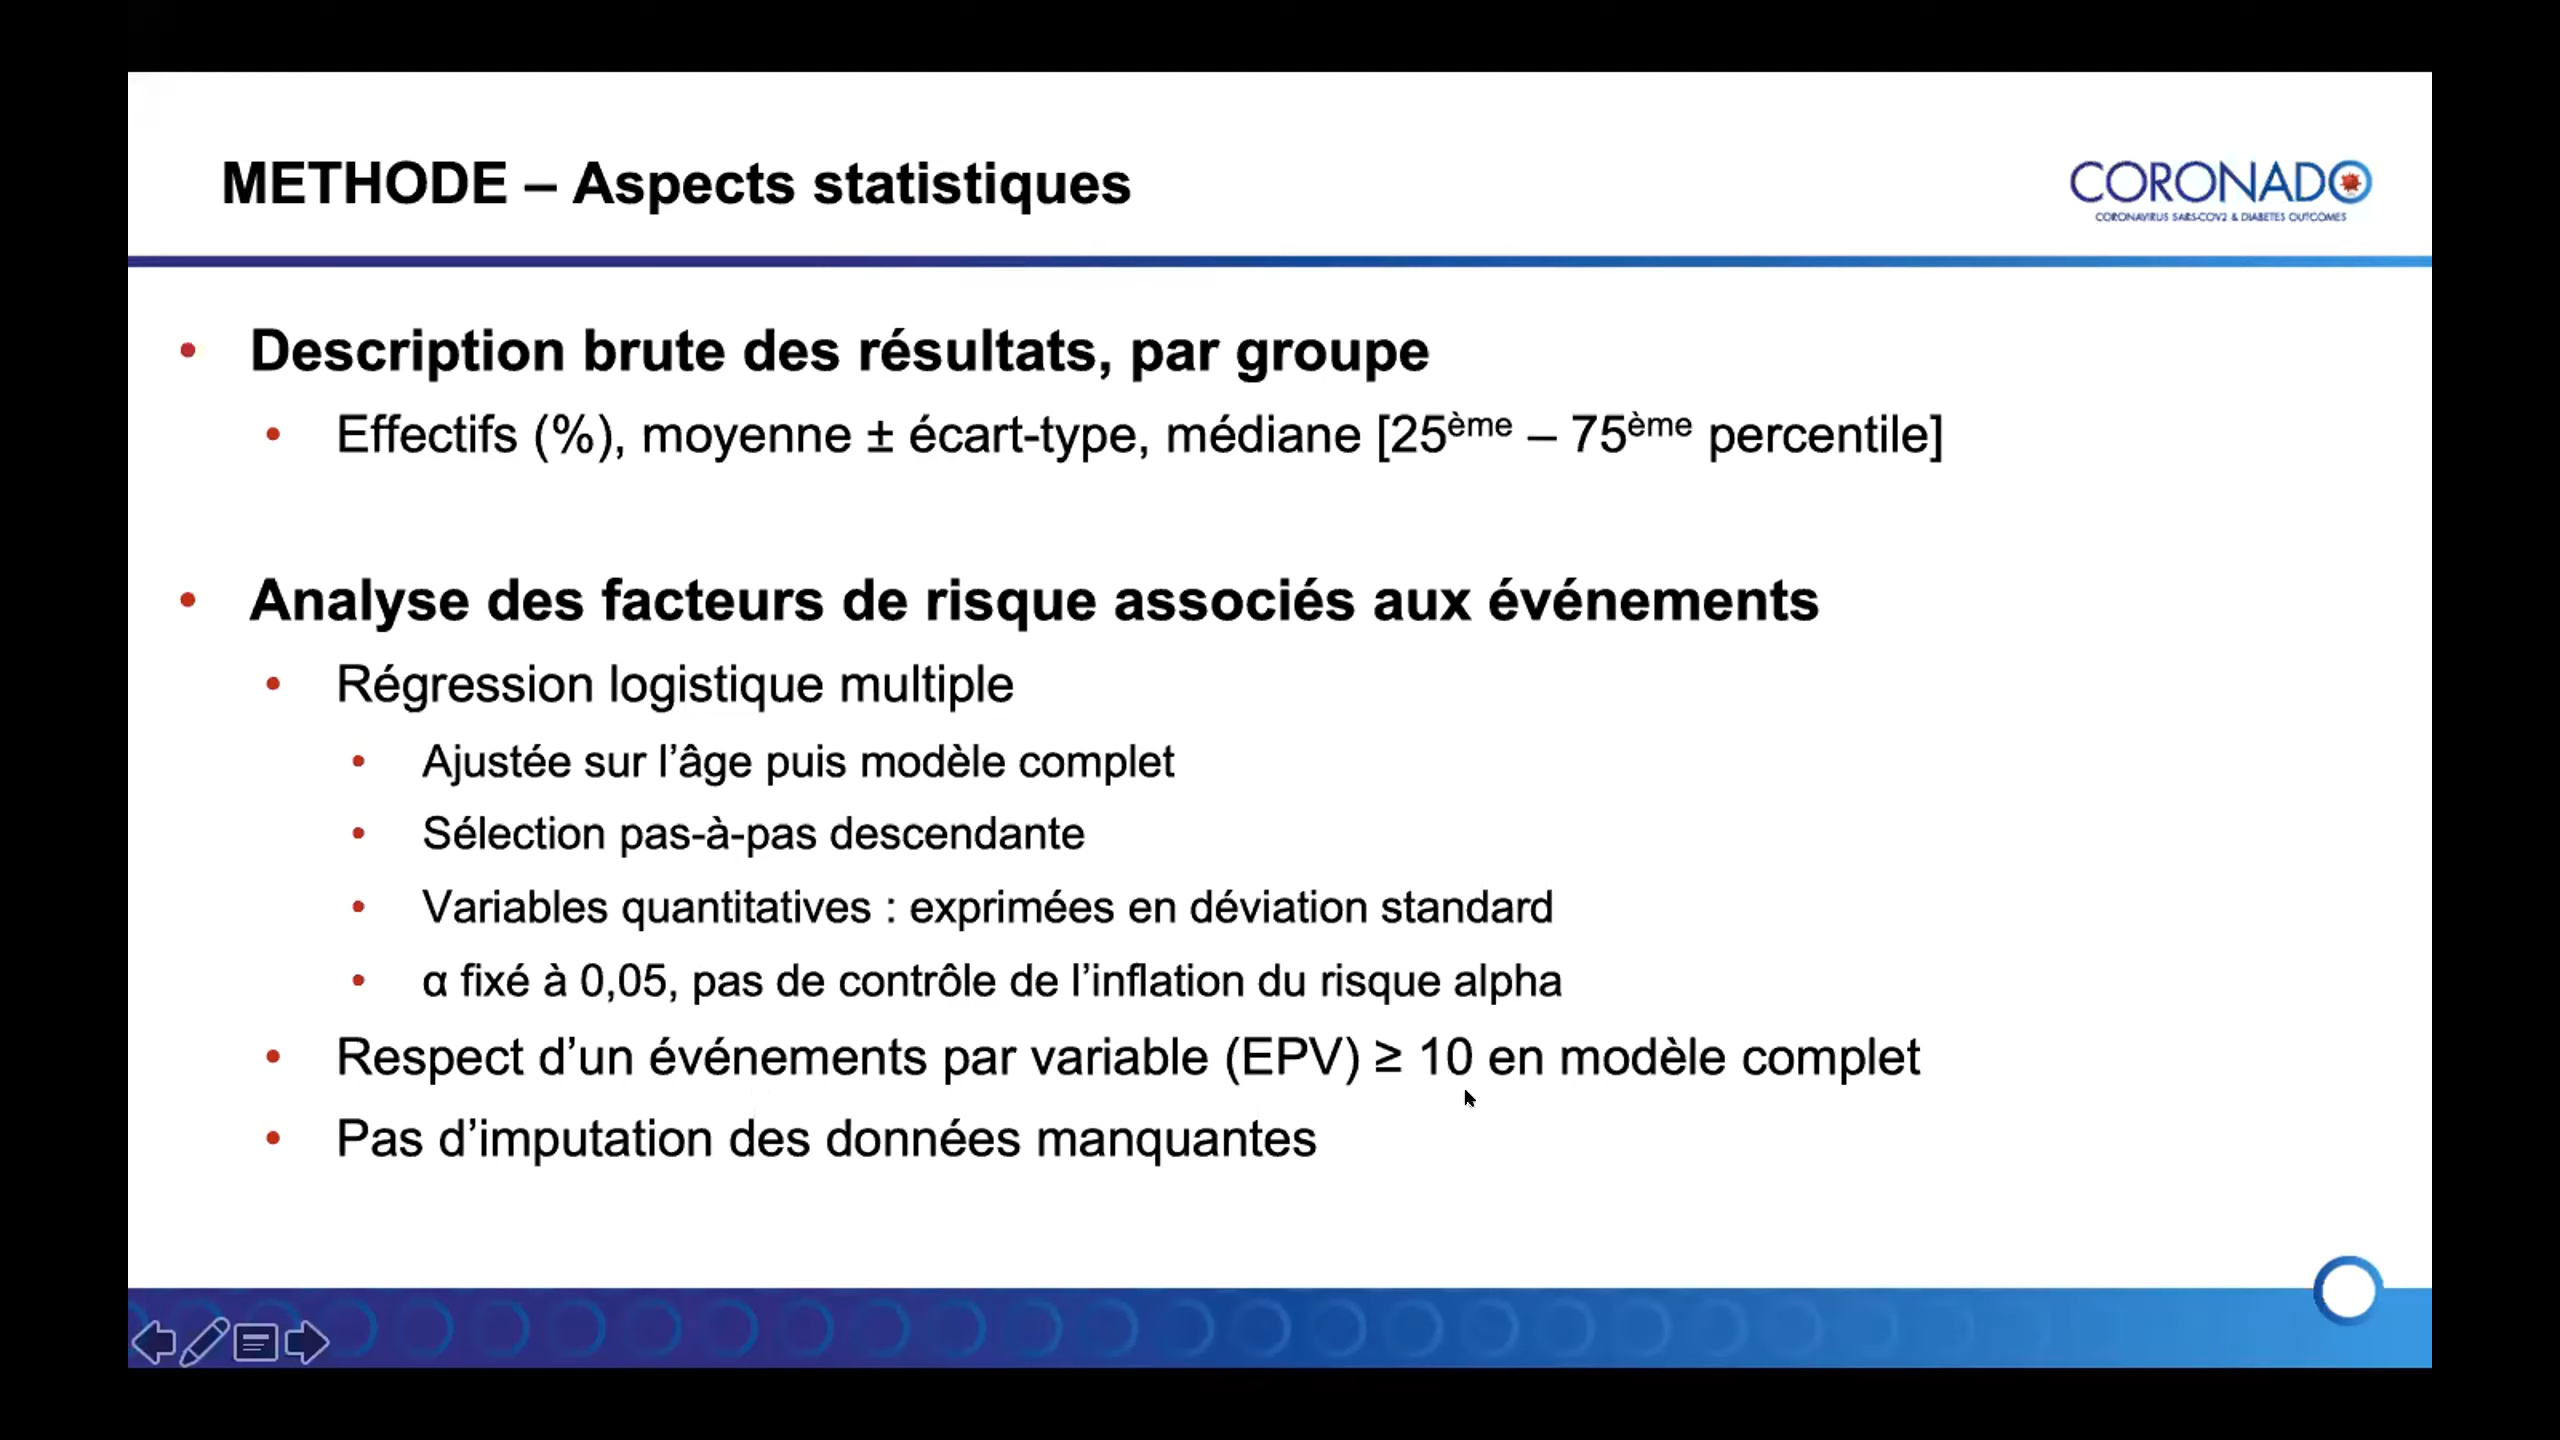 METHODE – Aspects statistiques
CORONADO
CORONAVIRUS SARS-COV2 & DIABETES OUTCOMES
• Description brute des résultats, par groupe
• Effectifs (%), moyenne ± écart-type, médiane [25ème – 75ème percentile]
• Analyse des facteurs de risque associés aux événements
• Régression logistique multiple
• Ajustée sur l’âge puis modèle complet
• Sélection pas-à-pas descendante
• Variables quantitatives : exprimées en déviation standard
• α fixé à 0,05, pas de contrôle de l’inflation du risque alpha
• Respect d’un événements par variable (EPV) ≥ 10 en modèle complet
• Pas d’imputation des données manquantes